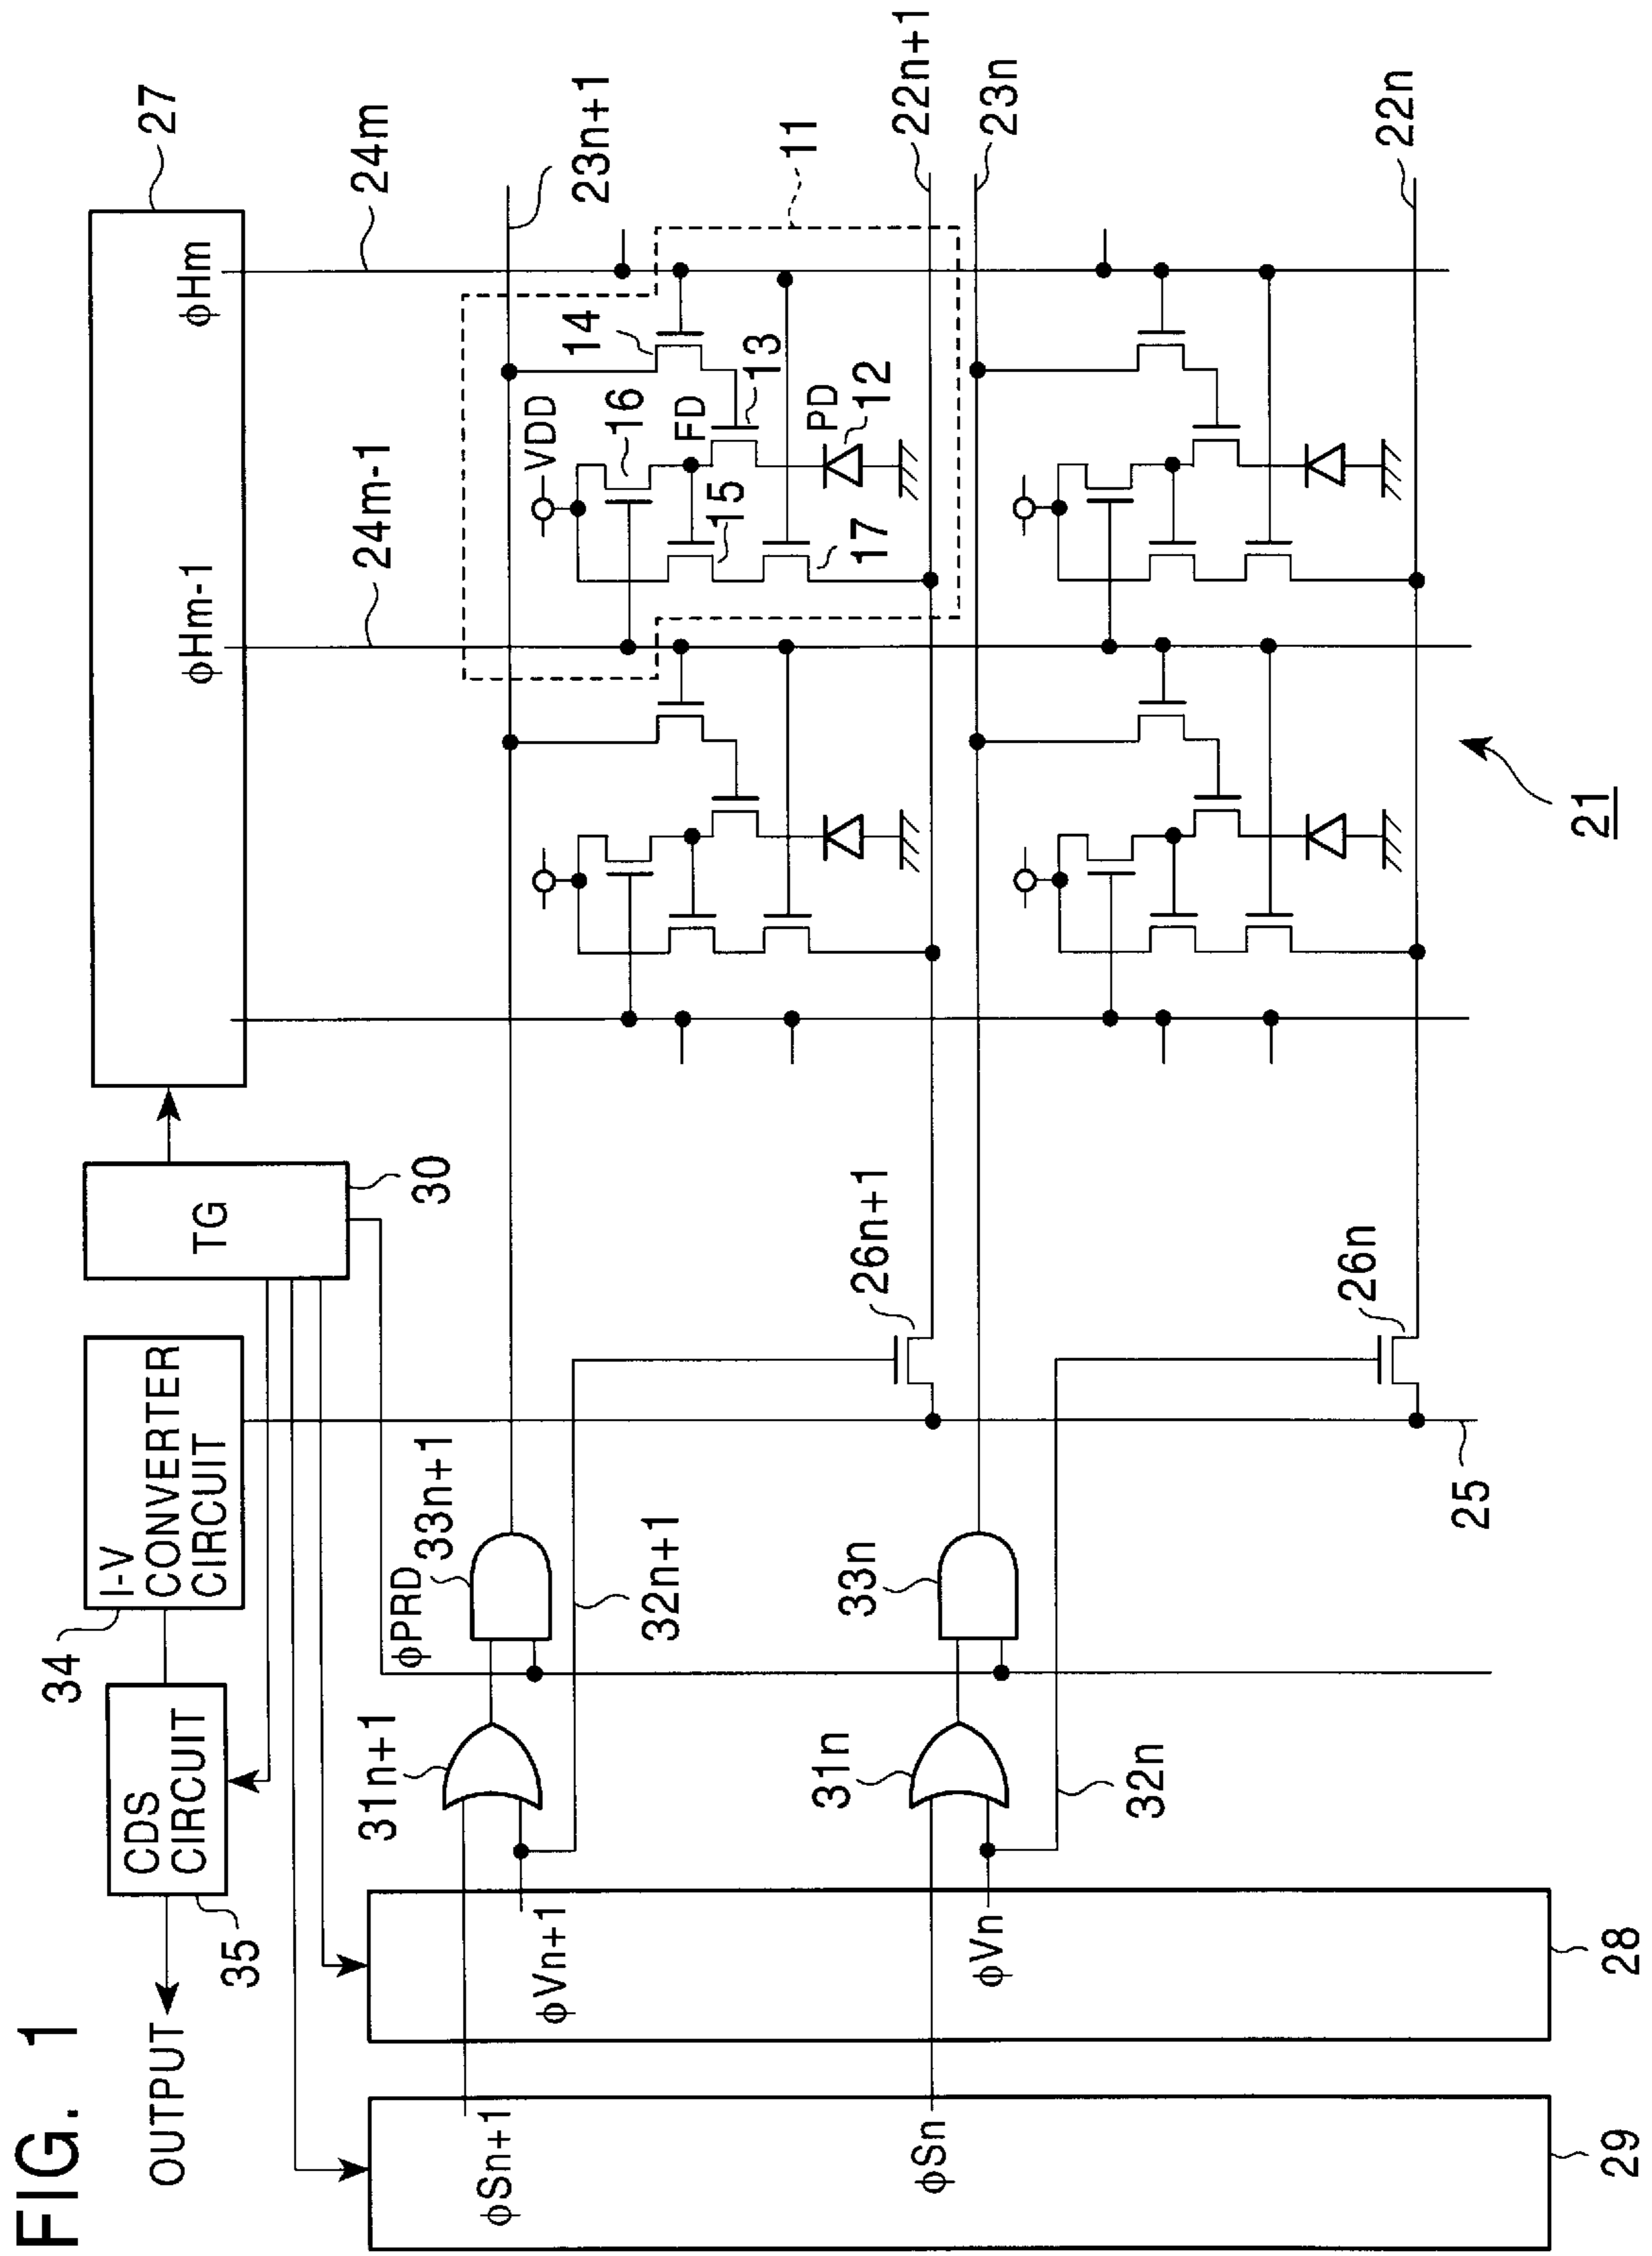 FIG. 1
OUTPUT
35
CDS
CIRCUIT
34
I-V
CONVERTER
CIRCUIT
TG
30
27
ϕHm-1
ϕHm
24m-1
24m
ϕPRD
33n+1
31n+1
ϕSn+1
ϕVn+1
32n+1
23n+1
VDD
16
14
FD
13
15
PD
12
17
11
26n+1
22n+1
23n
33n
31n
ϕSn
ϕVn
32n
26n
22n
25
21
29
28